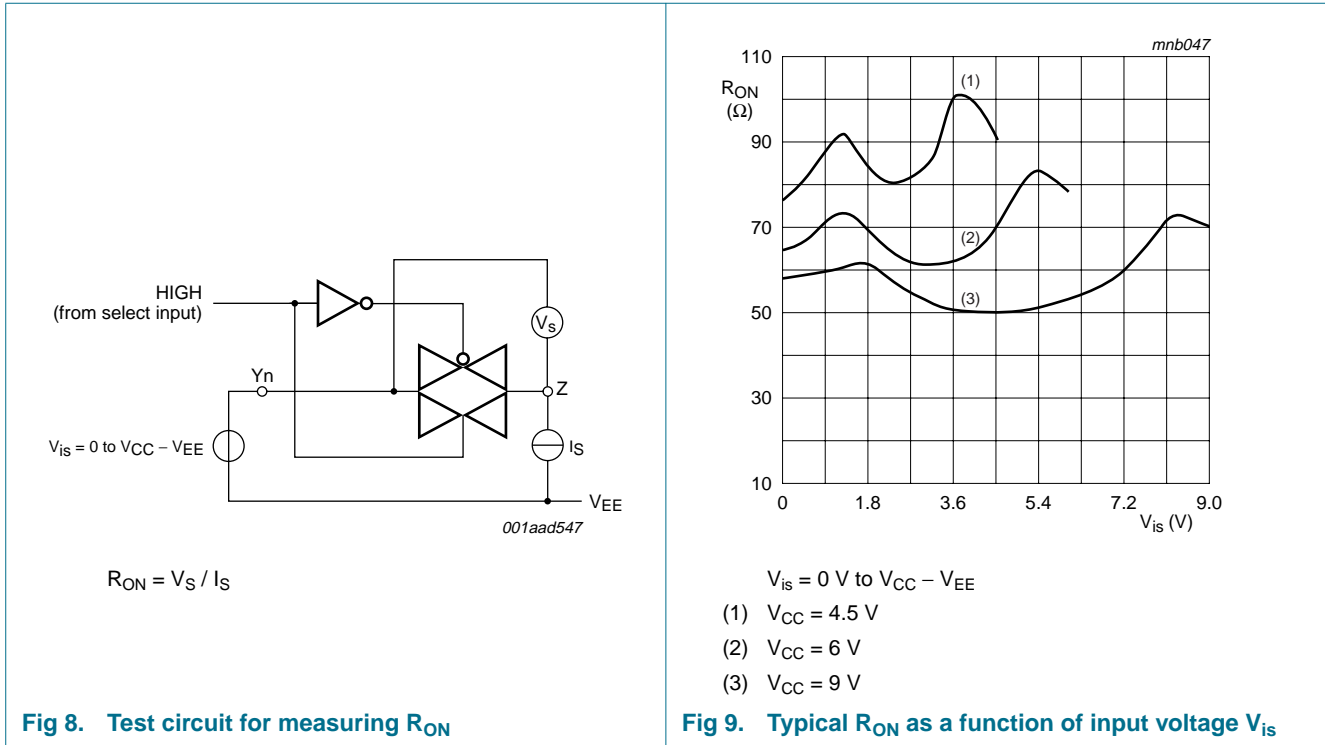 HIGH
(from select input)
Yn
Vs
Z
Vis = 0 to VCC − VEE
IS
VEE
001aad547
RON = VS / IS
Fig 8. Test circuit for measuring RON
mnb047
110
RON
(Ω)
90
70
50
30
10
(1)
(2)
(3)
0 1.8 3.6 5.4 7.2 9.0
Vis (V)
Vis = 0 V to VCC − VEE
(1) VCC = 4.5 V
(2) VCC = 6 V
(3) VCC = 9 V
Fig 9. Typical RON as a function of input voltage Vis